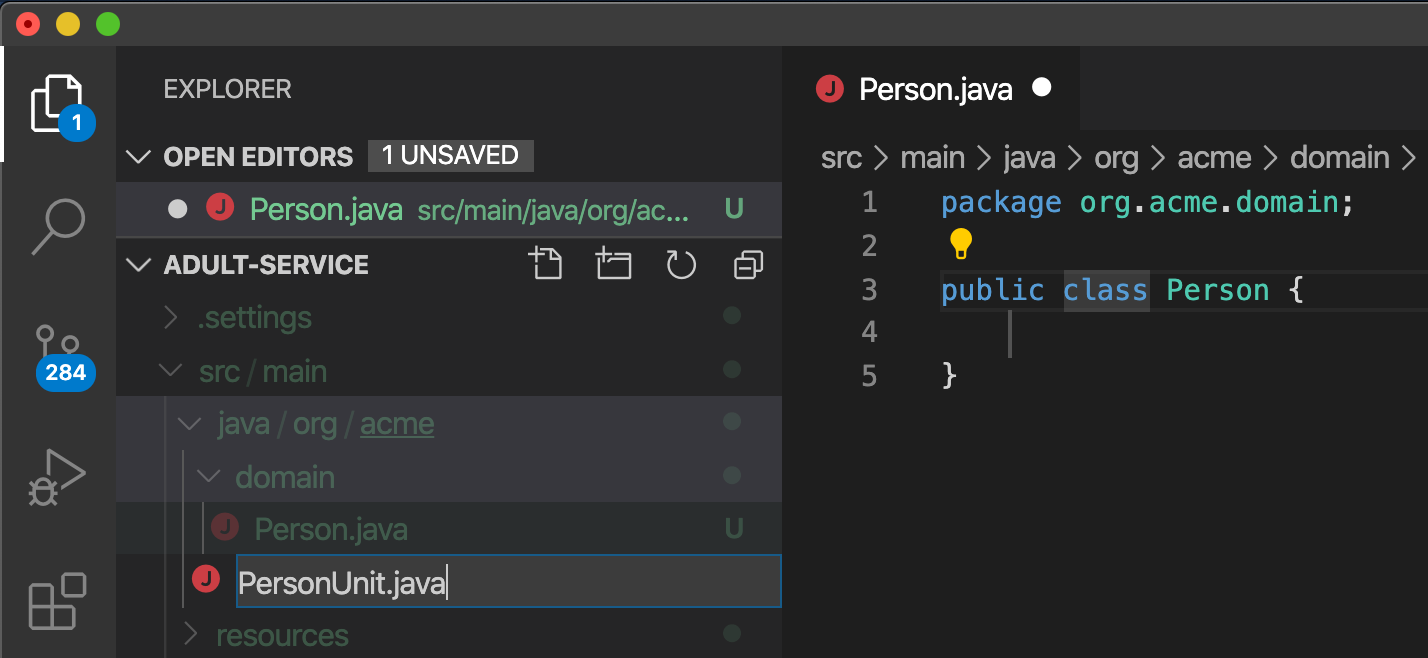 EXPLORER
OPEN EDITORS 1 UNSAVED
J Person.java src/main/java/org/ac... U
ADULT-SERVICE
.settings
src / main
java / org / acme
domain
J Person.java U
J PersonUnit.java
resources
1
284
J Person.java
src > main > java > org > acme > domain >
1 package org.acme.domain;
2
3 public class Person {
4
5 }